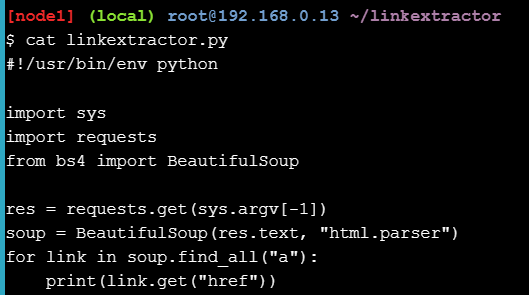 [node1] (local) root@192.168.0.13 ~/linkextractor
$ cat linkextractor.py
#!/usr/bin/env python

import sys
import requests
from bs4 import BeautifulSoup

res = requests.get(sys.argv[-1])
soup = BeautifulSoup(res.text, "html.parser")
for link in soup.find_all("a"):
    print(link.get("href"))